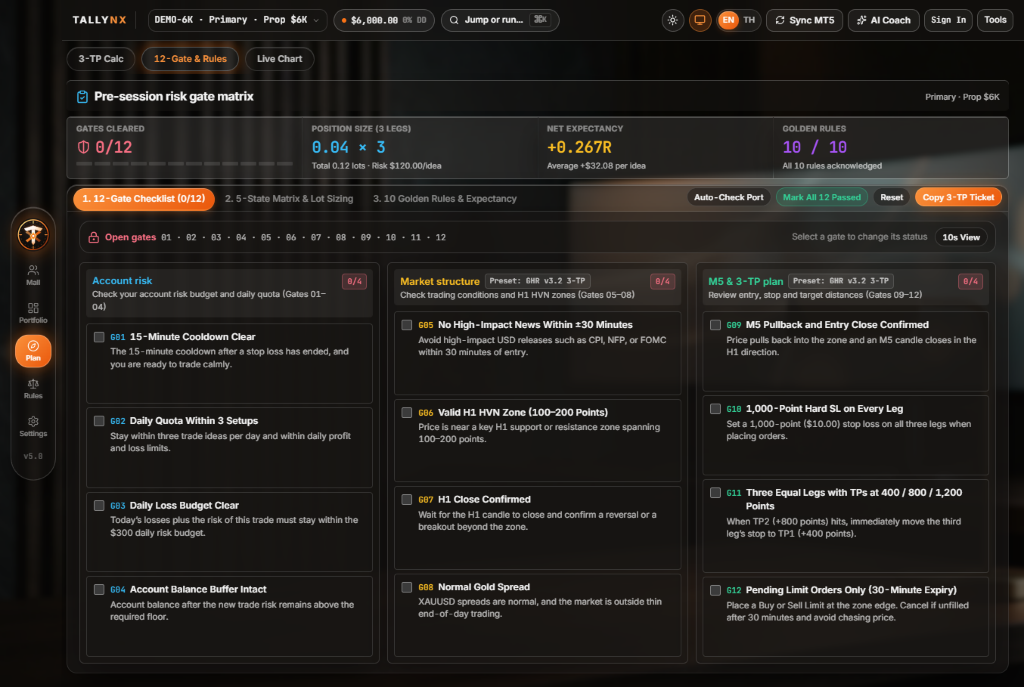 TALLYNX
DEMO-6K · Primary · Prop $6K
$6,000.00 0% DD
Jump or run... ⌘K
EN TH
Sync MT5
AI Coach
Sign In
Tools
3-TP Calc
12-Gate & Rules
Live Chart
Pre-session risk gate matrix
Primary · Prop $6K
GATES CLEARED
0/12
POSITION SIZE (3 LEGS)
0.04 × 3
Total 0.12 lots · Risk $120.00/idea
NET EXPECTANCY
+0.267R
Average +$32.08 per idea
GOLDEN RULES
10 / 10
All 10 rules acknowledged
1. 12-Gate Checklist (0/12)
2. 5-State Matrix & Lot Sizing
3. 10 Golden Rules & Expectancy
Auto-Check Port
Mark All 12 Passed
Reset
Copy 3-TP Ticket
Open gates 01 · 02 · 03 · 04 · 05 · 06 · 07 · 08 · 09 · 10 · 11 · 12
Select a gate to change its status
10s View
Mall
Portfolio
Plan
Rules
Settings
v5.0
Account risk
0/4
Check your account risk budget and daily quota (Gates 01–
04)
G01 15-Minute Cooldown Clear
The 15-minute cooldown after a stop loss has ended, and
you are ready to trade calmly.
G02 Daily Quota Within 3 Setups
Stay within three trade ideas per day and within daily profit
and loss limits.
G03 Daily Loss Budget Clear
Today's losses plus the risk of this trade must stay within the
$300 daily risk budget.
G04 Account Balance Buffer Intact
Account balance after the new trade risk remains above the
required floor.
Market structure Preset: GHR v3.2 3-TP
0/4
Check trading conditions and H1 HVN zones (Gates 05–08)
G05 No High-Impact News Within ±30 Minutes
Avoid high-impact USD releases such as CPI, NFP, or FOMC
within 30 minutes of entry.
G06 Valid H1 HVN Zone (100–200 Points)
Price is near a key H1 support or resistance zone spanning
100–200 points.
G07 H1 Close Confirmed
Wait for the H1 candle to close and confirm a reversal or a
breakout beyond the zone.
G08 Normal Gold Spread
XAUUSD spreads are normal, and the market is outside thin
end-of-day trading.
M5 & 3-TP plan Preset: GHR v3.2 3-TP
0/4
Review entry, stop and target distances (Gates 09–12)
G09 M5 Pullback and Entry Close Confirmed
Price pulls back into the zone and an M5 candle closes in the
H1 direction.
G10 1,000-Point Hard SL on Every Leg
Set a 1,000-point ($10.00) stop loss on all three legs when
placing orders.
G11 Three Equal Legs with TPs at 400 / 800 / 1,200
Points
When TP2 (+800 points) hits, immediately move the third
leg's stop to TP1 (+400 points).
G12 Pending Limit Orders Only (30-Minute Expiry)
Place a Buy or Sell Limit at the zone edge. Cancel if unfilled
after 30 minutes and avoid chasing price.